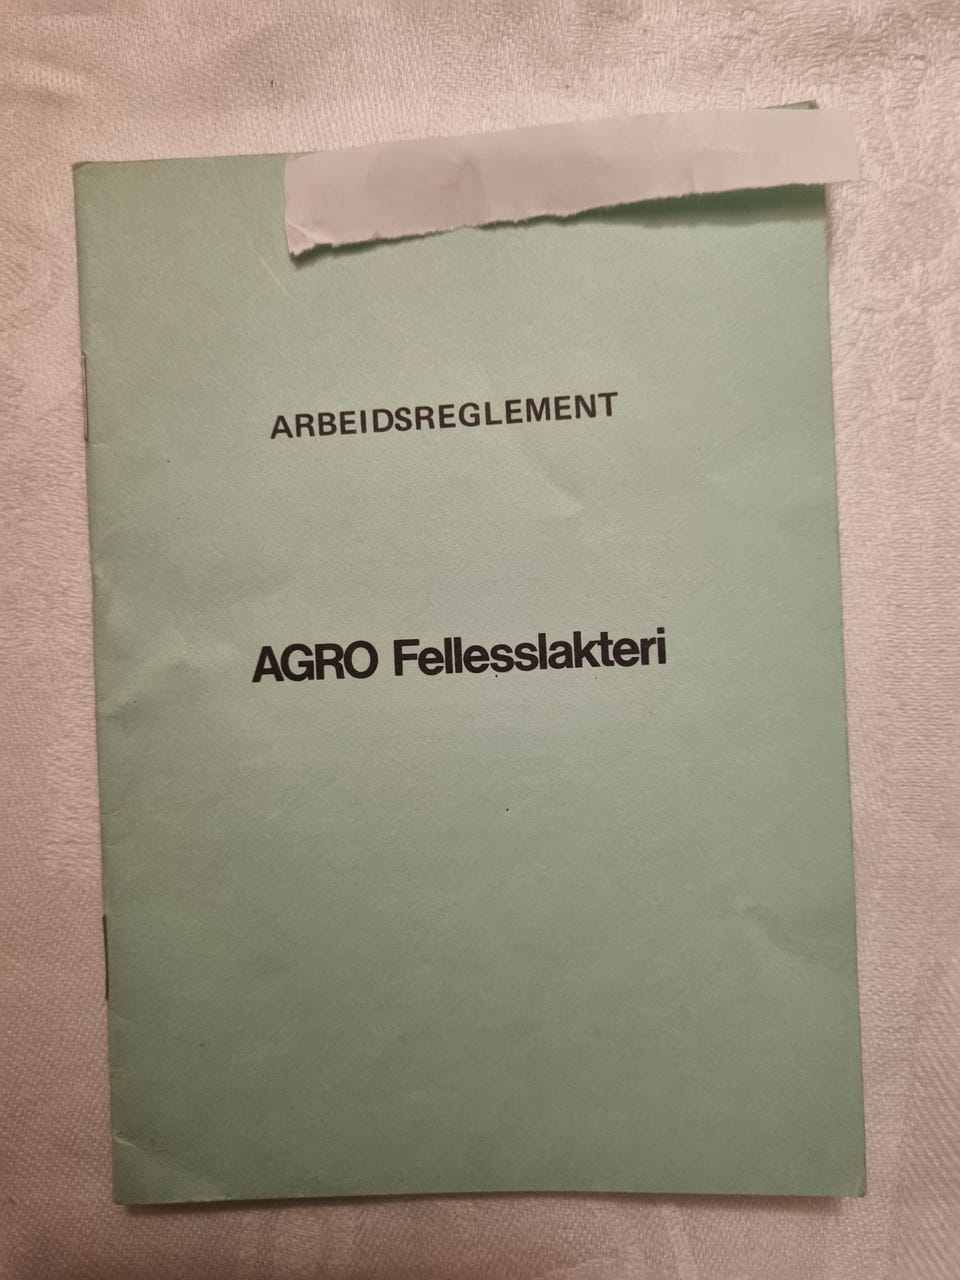 ARBEIDSREGLEMENT
AGRO Fellesslakteri